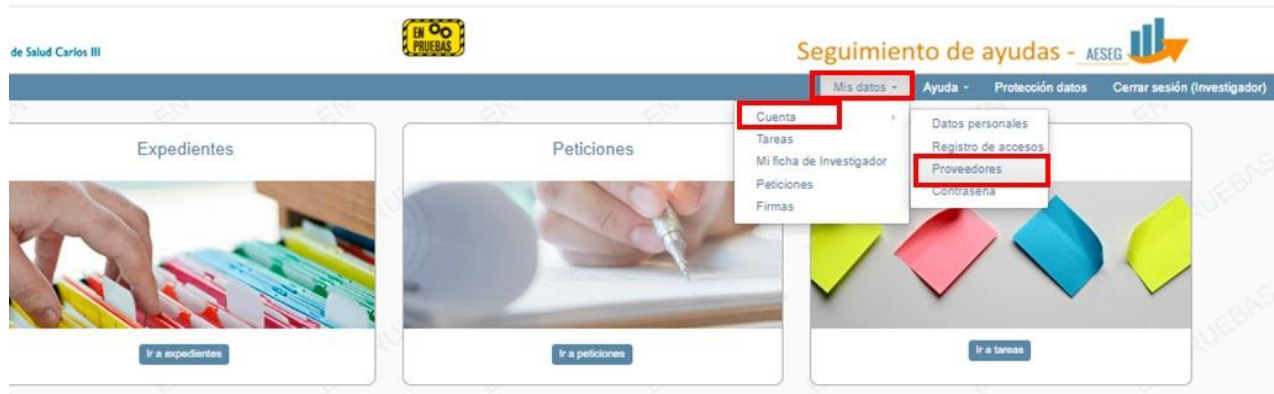 de Salud Carlos III
EN PRUEBAS
Seguimiento de ayudas - AESEG
Mis datos
Ayuda
Protección datos
Cerrar sesión (Investigador)
Expedientes
Peticiones
Cuenta
Tareas
Mi ficha de Investigador
Peticiones
Firmas
Datos personales
Registro de accesos
Proveedores
Contraseña
Ir a expedientes
Ir a peticiones
Ir a tareas